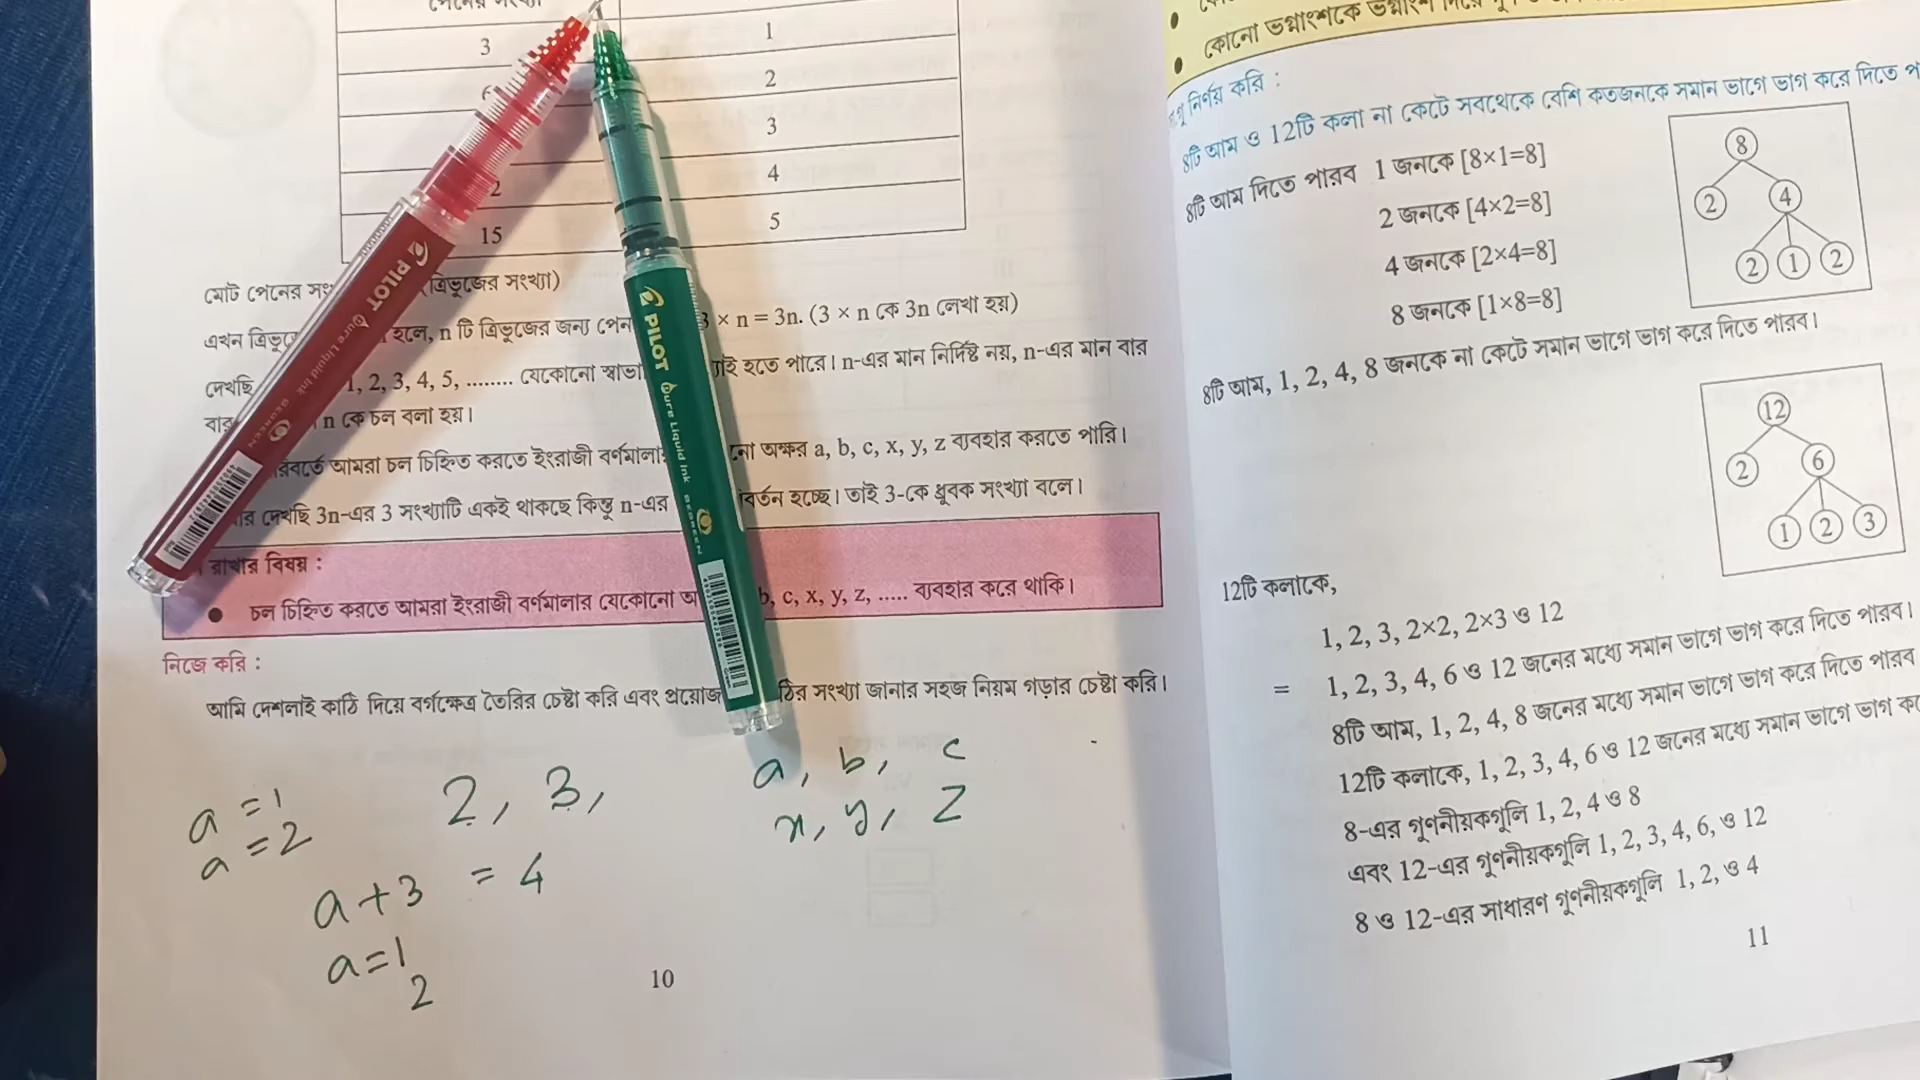 পেনের সংখ্যা
3 1
2
3
4
15 5
মোট পেনের ত্রিভুজের সংখ্যা)
এখন হলে, n টি ত্রিভুজের জন্য পেন 3 × n = 3n. (3 × n কে 3n লেখা হয়)
দেখছি 1, 2, 3, 4, 5, ........ যেকোনো হতে পারে। n-এর মান নির্দিষ্ট নয়, n-এর মান বার
বার n কে চল বলা হয়।
আমরা চল চিহ্নিত করতে ইংরাজী অক্ষর a, b, c, x, y, z ব্যবহার করতে পারি।
দেখছি 3n-এর 3 সংখ্যাটি একই থাকছে কিন্তু n-এর হচ্ছে। তাই 3-কে ধ্রুবক সংখ্যা বলে।
রাখার বিষয় :
● চল চিহ্নিত করতে আমরা ইংরাজী বর্ণমালার যেকোনো b, c, x, y, z, ..... ব্যবহার করে থাকি।
নিজে করি :
আমি দেশলাই কাঠি দিয়ে বর্গক্ষেত্র তৈরির চেষ্টা করি এবং সংখ্যা জানার সহজ নিয়ম গড়ার চেষ্টা করি।
a = 1
a = 2
2, 3,
a, b, c
x, y, z
a + 3 = 4
a = 1
2
10
PILOT Pure Liquid Ink BEGREEN
PILOT Pure Liquid Ink BEGREEN
● কোনো ভগ্নাংশকে
নির্ণয় করি :
8টি আম ও 12টি কলা না কেটে সবথেকে বেশি কতজনকে সমান ভাগে ভাগ করে দিতে
8টি আম দিতে পারব 1 জনকে [8×1=8]
2 জনকে [4×2=8]
4 জনকে [2×4=8]
8 জনকে [1×8=8]
8
2 4
2 1 2
8টি আম, 1, 2, 4, 8 জনকে না কেটে সমান ভাগে ভাগ করে দিতে পারব।
12
2 6
1 2 3
12টি কলাকে,
1, 2, 3, 2×2, 2×3 ও 12
= 1, 2, 3, 4, 6 ও 12 জনের মধ্যে সমান ভাগে ভাগ করে দিতে পারব।
8টি আম, 1, 2, 4, 8 জনের মধ্যে সমান ভাগে ভাগ করে দিতে পারব
12টি কলাকে, 1, 2, 3, 4, 6 ও 12 জনের মধ্যে সমান ভাগে ভাগ
8-এর গুণনীয়কগুলি 1, 2, 4 ও 8
এবং 12-এর গুণনীয়কগুলি 1, 2, 3, 4, 6, ও 12
8 ও 12-এর সাধারণ গুণনীয়কগুলি 1, 2, ও 4
11